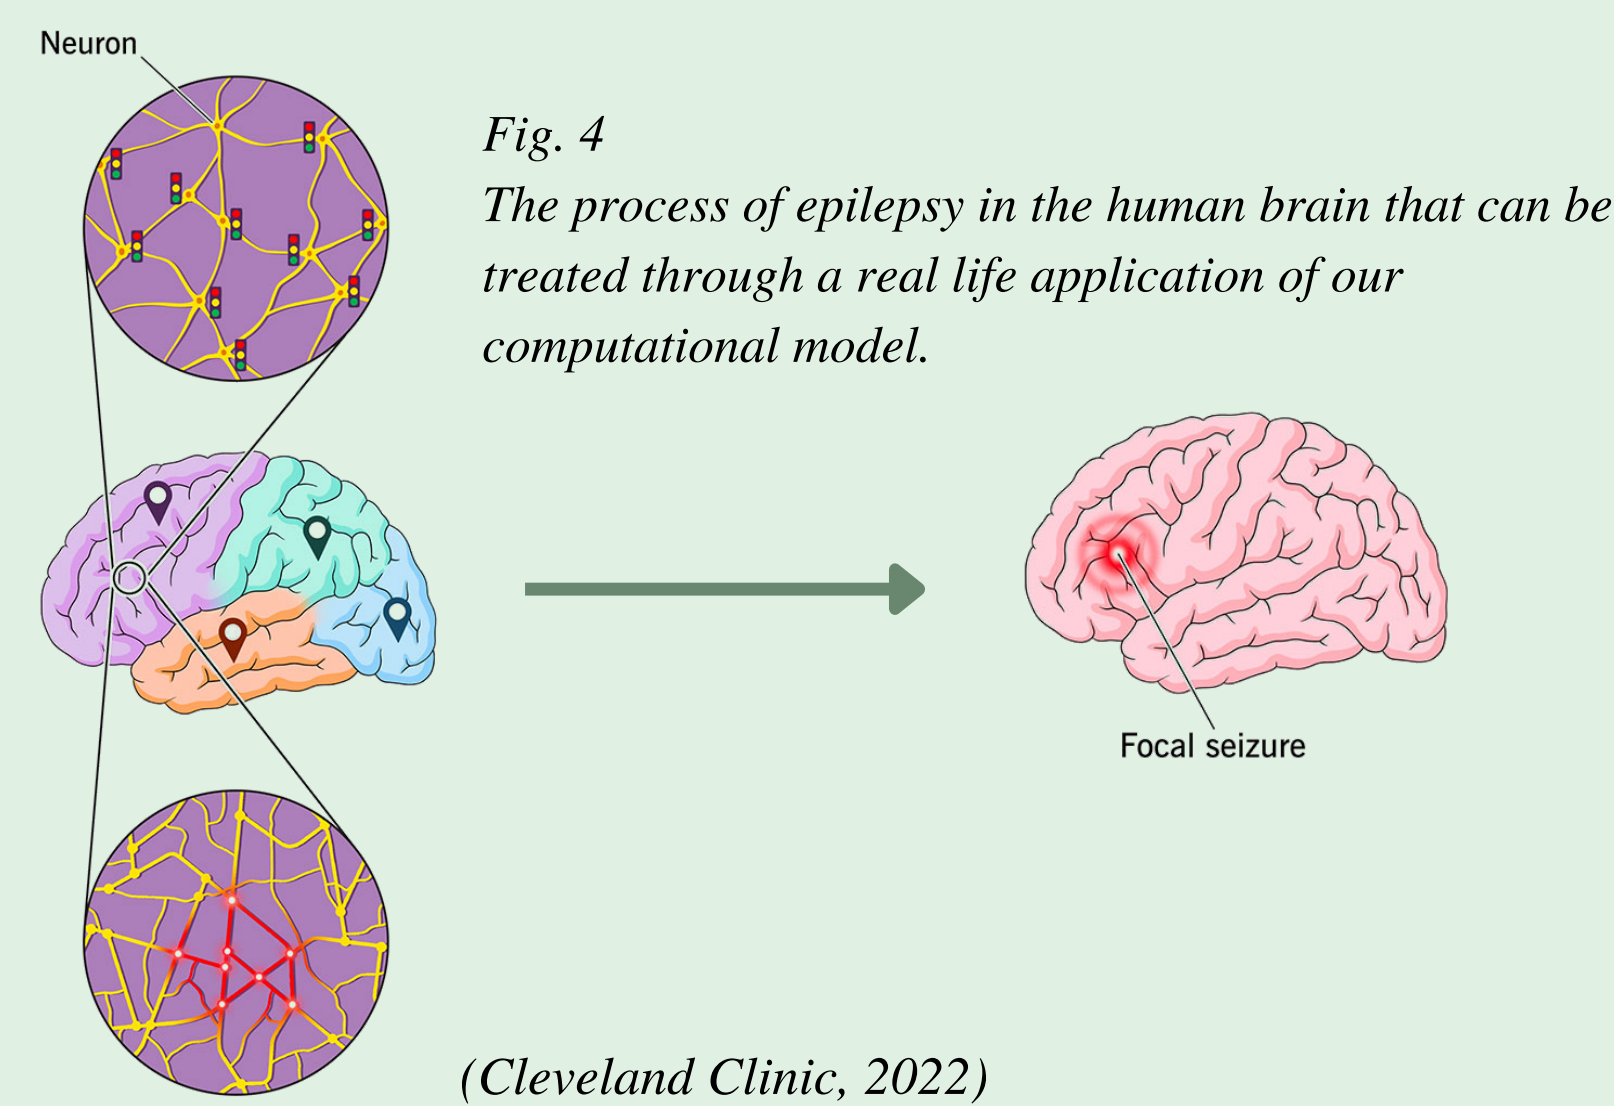 Neuron
Fig. 4
The process of epilepsy in the human brain that can be
treated through a real life application of our
computational model.
Focal seizure
(Cleveland Clinic, 2022)